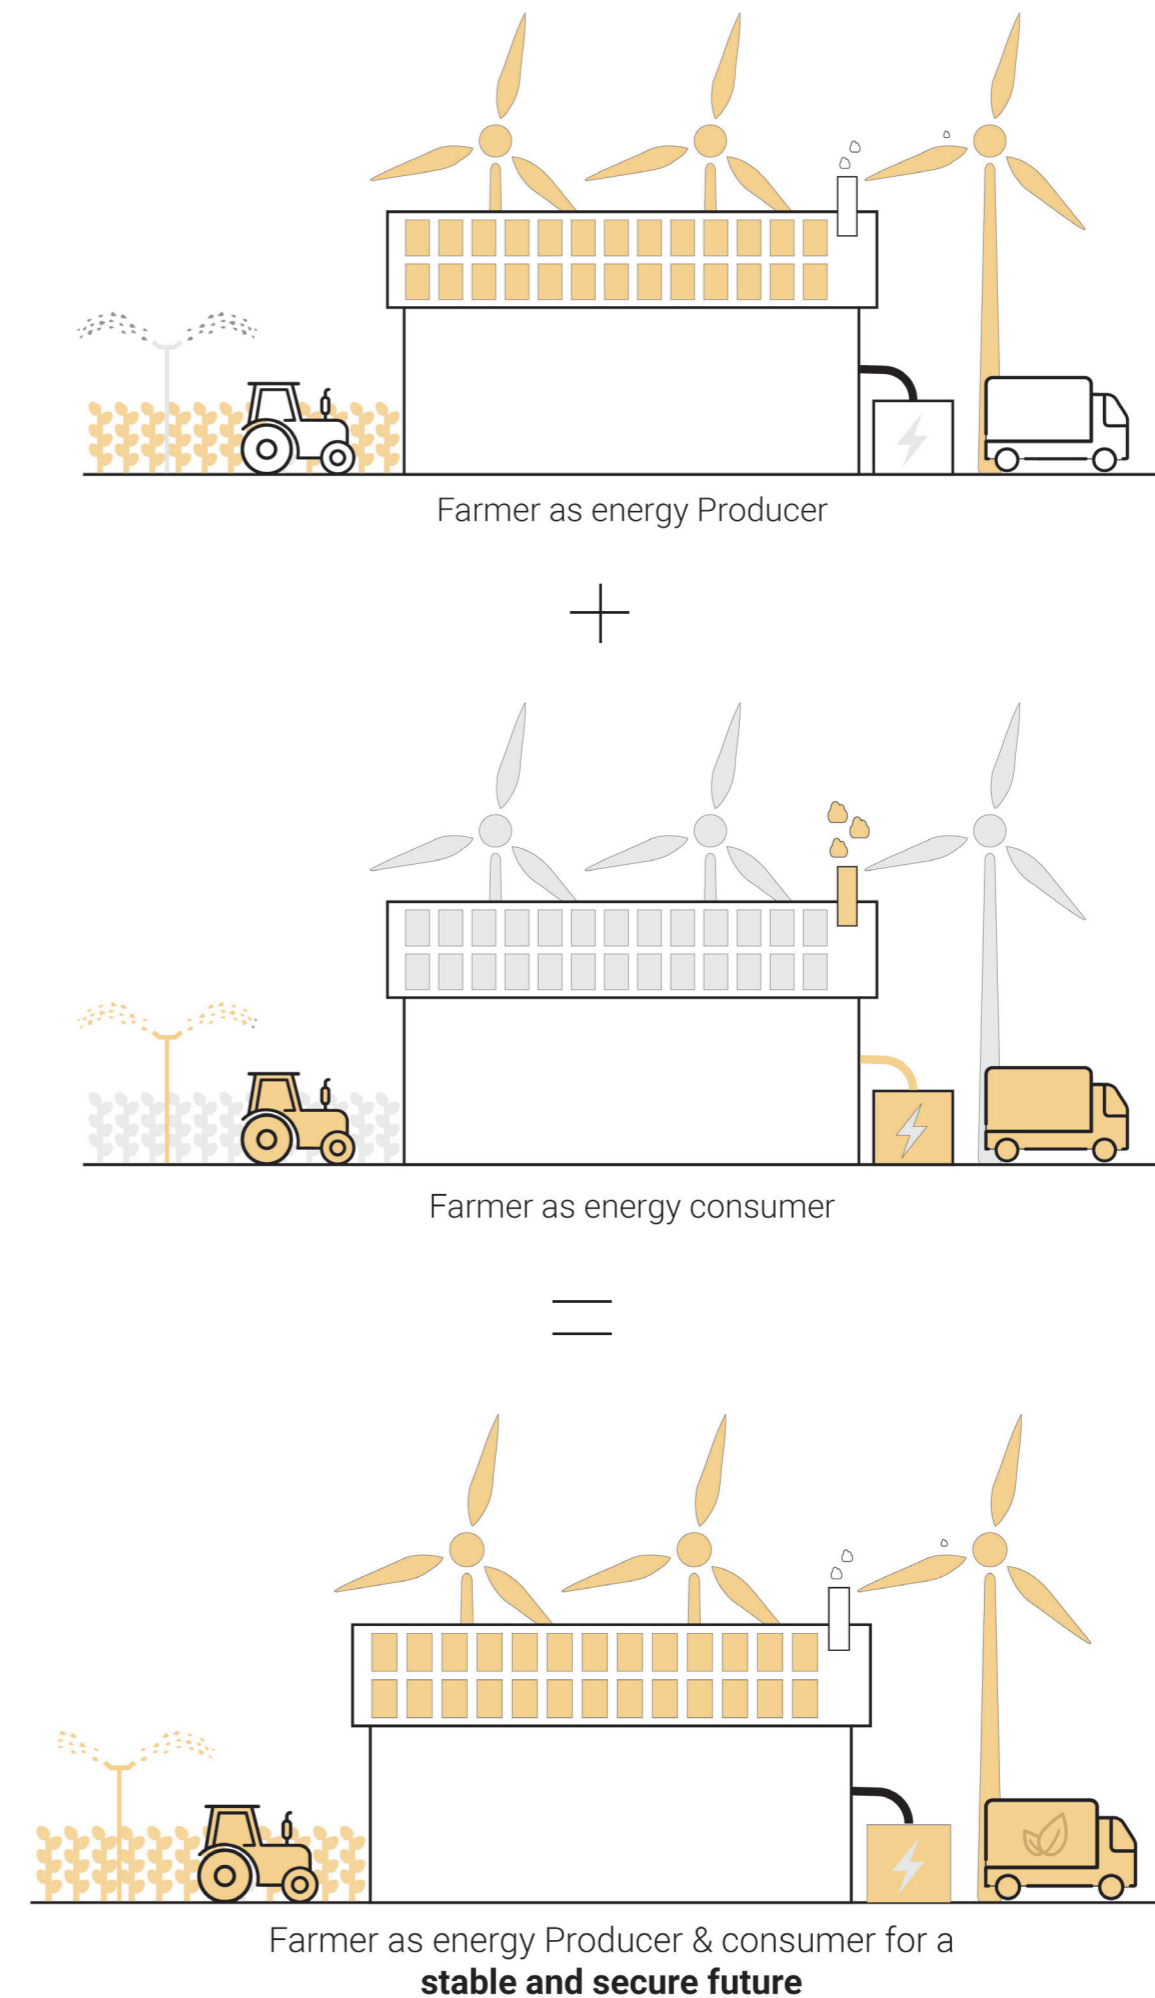 Farmer as energy Producer
+
Farmer as energy consumer
=
Farmer as energy Producer & consumer for a
stable and secure future